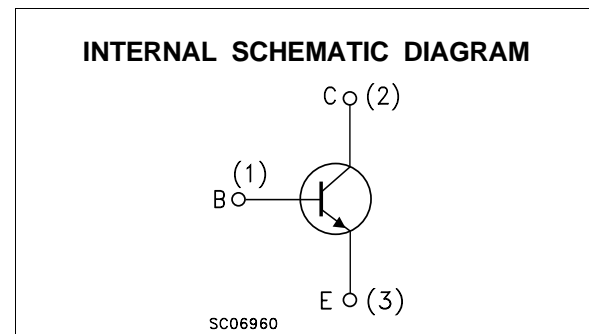 INTERNAL SCHEMATIC DIAGRAM
C (2)
(1)
B
E (3)
SC06960